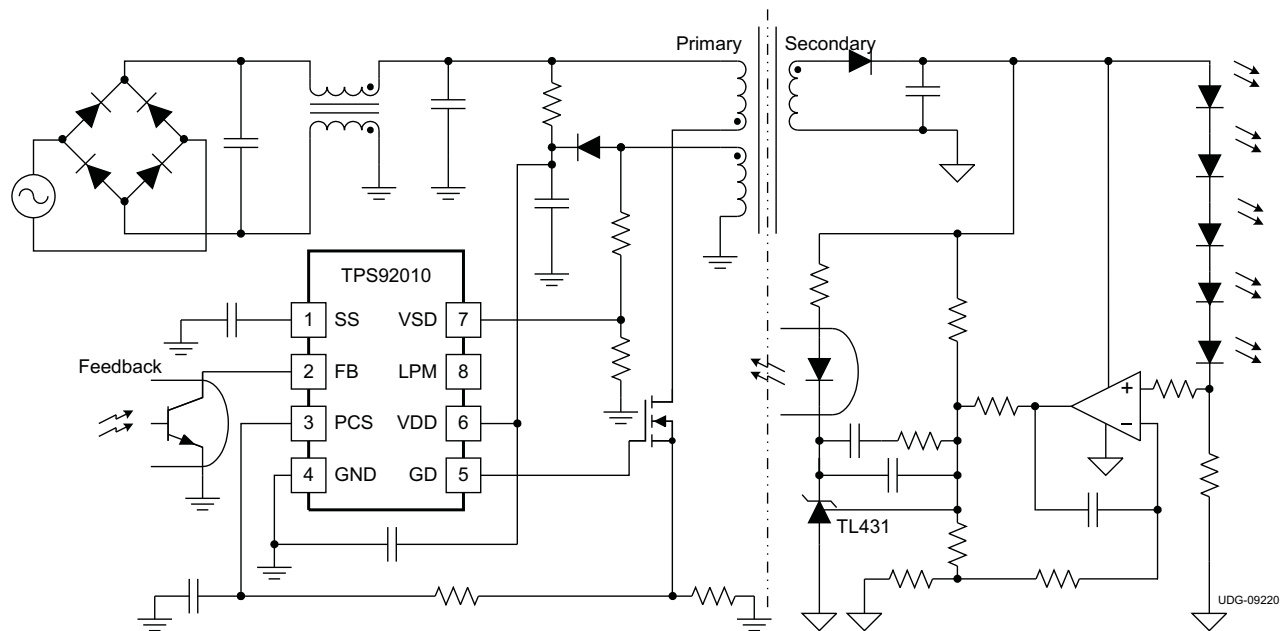 Primary
Secondary
TPS92010
1 SS VSD 7
Feedback
2 FB LPM 8
3 PCS VDD 6
4 GND GD 5
+
−
TL431
UDG-09220